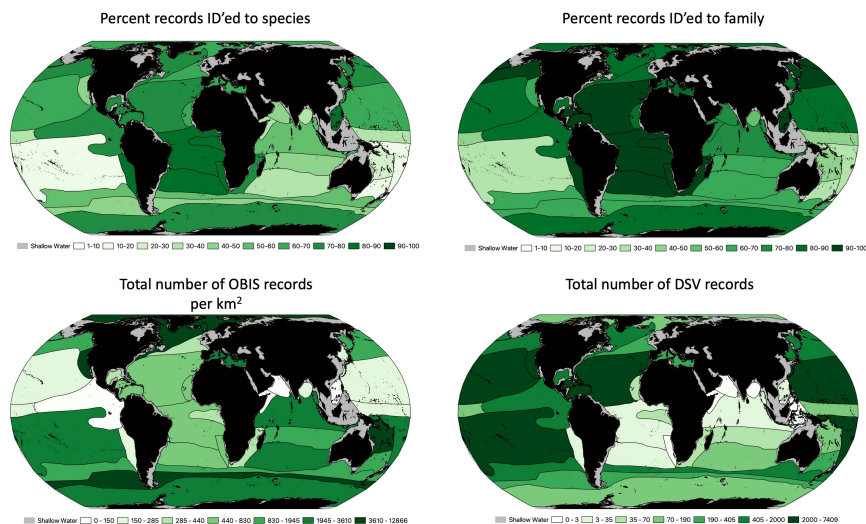 Percent records ID'ed to species
Percent records ID'ed to family
Shallow Water 1-10 10-20 20-30 30-40 40-50 50-60 60-70 70-80 80-90 90-100
Shallow Water 1-10 10-20 20-30 30-40 40-50 50-60 60-70 70-80 80-90 90-100
Total number of OBIS records
per km²
Total number of DSV records
Shallow Water 0 - 150 150 - 285 285 - 440 440 - 830 830 - 1945 1945 - 3610 3610 - 12866
Shallow Water 0 - 3 3 - 35 35 - 70 70 - 190 190 - 405 405 - 2000 2000 - 7409